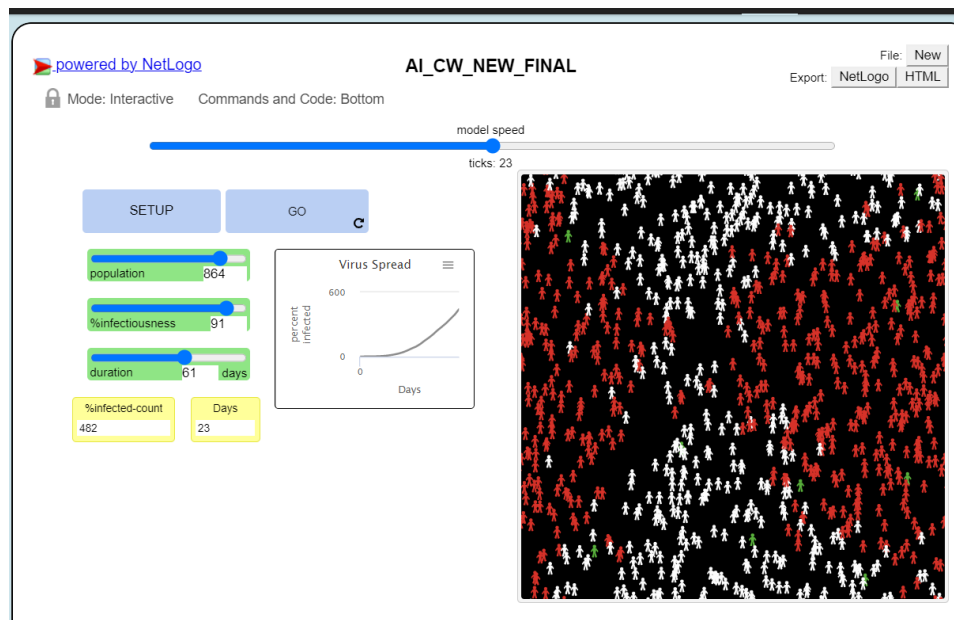 powered by NetLogo
AI_CW_NEW_FINAL
File: New
Export: NetLogo HTML
Mode: Interactive
Commands and Code: Bottom
model speed
ticks: 23
SETUP
GO
population 864
%infectiousness 91
duration 61 days
%infected-count
482
Days
23
Virus Spread
600
percent
infected
0
0
Days